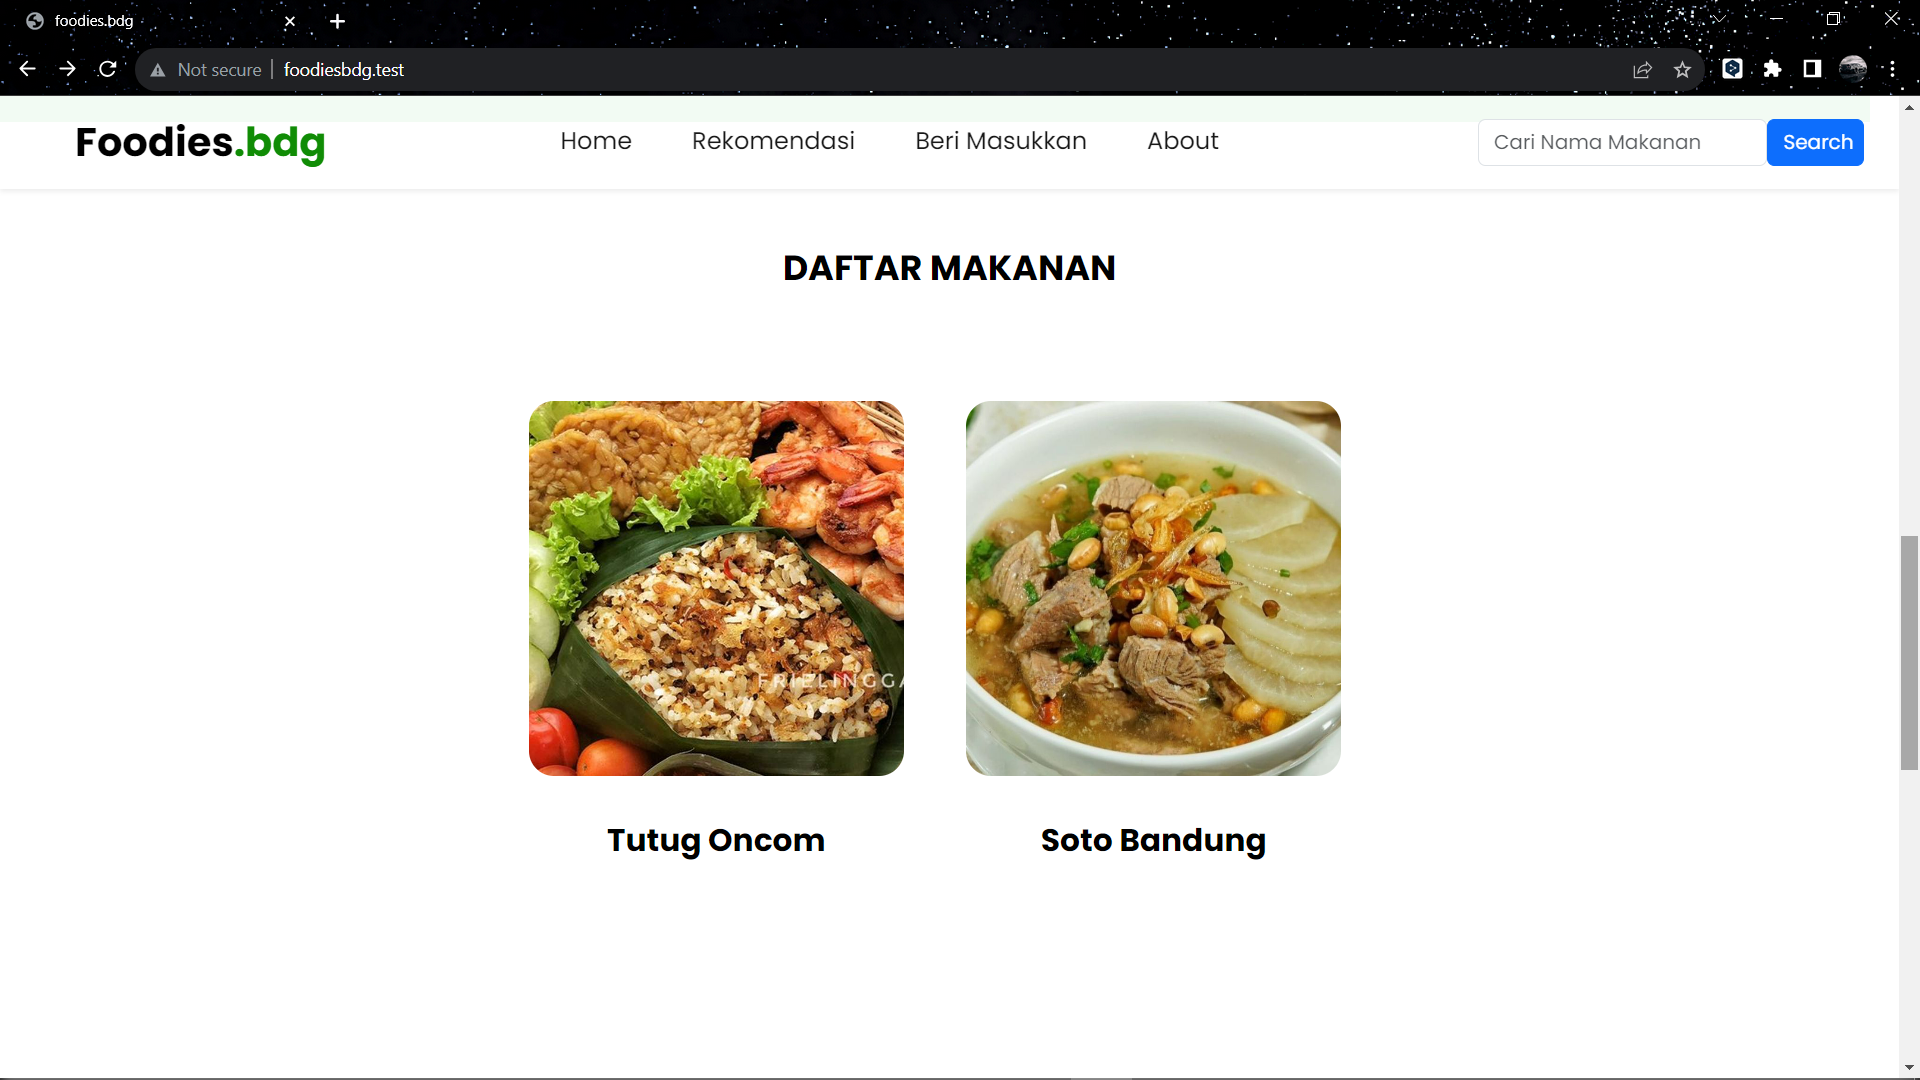 foodies.bdg
Not secure
foodiesbdg.test
Foodies.bdg
Home
Rekomendasi
Beri Masukkan
About
Cari Nama Makanan
Search
DAFTAR MAKANAN
FRIELINGGA
Tutug Oncom
Soto Bandung